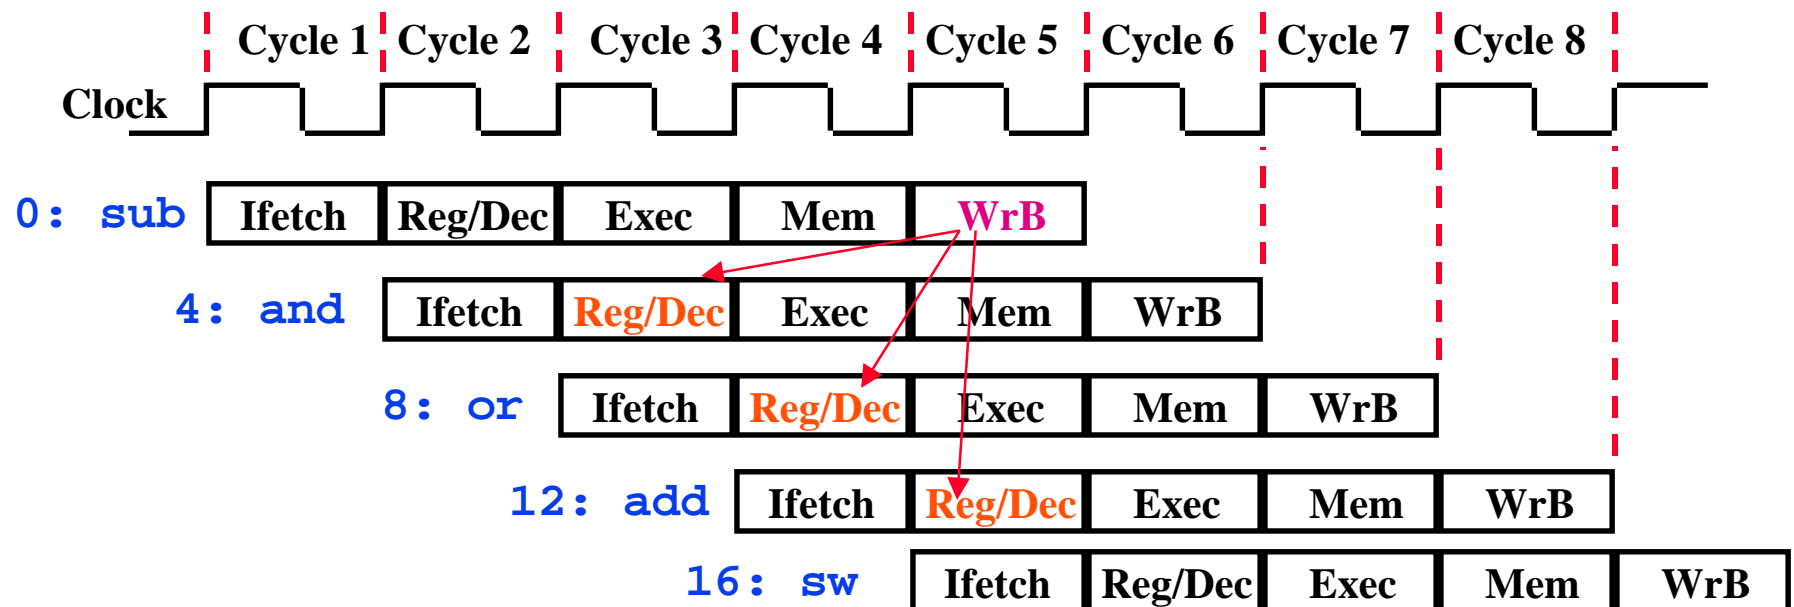 Cycle 1 Cycle 2 Cycle 3 Cycle 4 Cycle 5 Cycle 6 Cycle 7 Cycle 8
Clock
0: sub Ifetch Reg/Dec Exec Mem WrB
4: and Ifetch Reg/Dec Exec Mem WrB
8: or Ifetch Reg/Dec Exec Mem WrB
12: add Ifetch Reg/Dec Exec Mem WrB
16: sw Ifetch Reg/Dec Exec Mem WrB